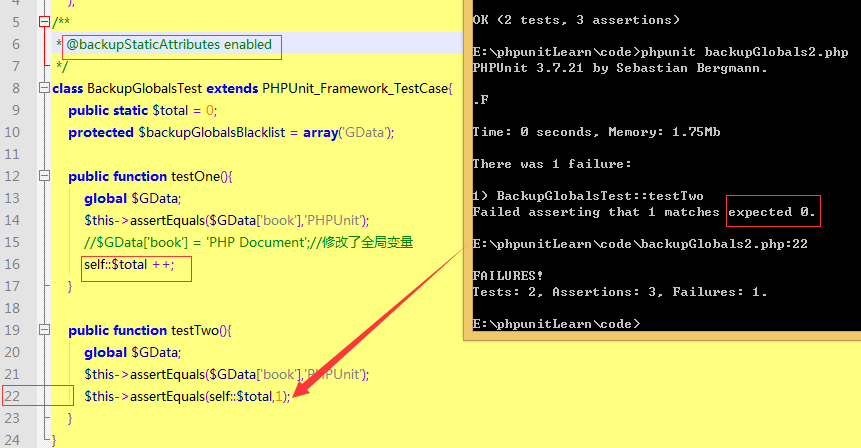 4 );
5 /**
6 * @backupStaticAttributes enabled
7 */
8 class BackupGlobalsTest extends PHPUnit_Framework_TestCase{
9 public static $total = 0;
10 protected $backupGlobalsBlacklist = array('GData');
11
12 public function testOne(){
13 global $GData;
14 $this->assertEquals($GData['book'],'PHPUnit');
15 //$GData['book'] = 'PHP Document';//修改了全局变量
16 self::$total ++;
17 }
18
19 public function testTwo(){
20 global $GData;
21 $this->assertEquals($GData['book'],'PHPUnit');
22 $this->assertEquals(self::$total,1);
23 }
24 }
OK (2 tests, 3 assertions)
E:\phpunitLearn\code>phpunit backupGlobals2.php
PHPUnit 3.7.21 by Sebastian Bergmann.
.F
Time: 0 seconds, Memory: 1.75Mb
There was 1 failure:
1) BackupGlobalsTest::testTwo
Failed asserting that 1 matches expected 0.
E:\phpunitLearn\code\backupGlobals2.php:22
FAILURES!
Tests: 2, Assertions: 3, Failures: 1.
E:\phpunitLearn\code>